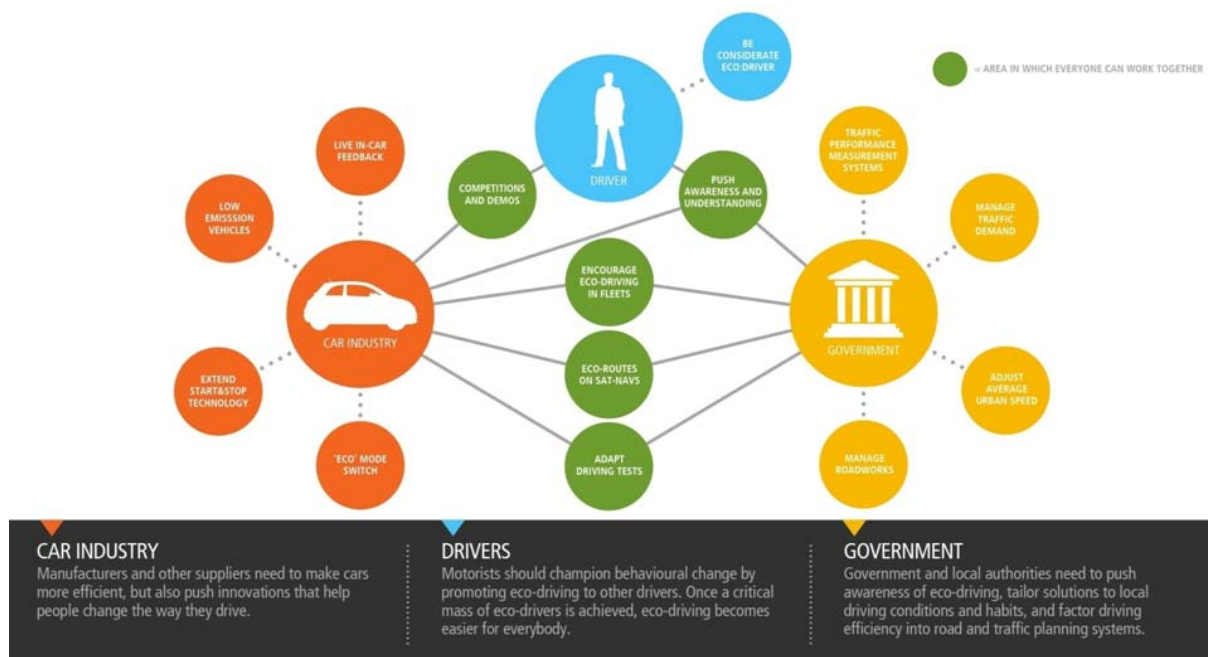 BE
CONSIDERATE
ECO:DRIVER
= AREA IN WHICH EVERYONE CAN WORK TOGETHER
LIVE IN-CAR
FEEDBACK
TRAFFIC
PERFORMANCE
MEASUREMENT
SYSTEMS
DRIVER
COMPETITIONS
AND DEMOS
PUSH
AWARENESS AND
UNDERSTANDING
LOW
EMISSSION
VEHICLES
MANAGE
TRAFFIC
DEMAND
ENCOURAGE
ECO-DRIVING
IN FLEETS
CAR INDUSTRY
GOVERNMENT
ECO-ROUTES
ON SAT-NAVS
EXTEND
START&STOP
TECHNOLOGY
ADJUST
AVERAGE
URBAN SPEED
'ECO' MODE
SWITCH
ADAPT
DRIVING TESTS
MANAGE
ROADWORKS
CAR INDUSTRY
Manufacturers and other suppliers need to make cars
more efficient, but also push innovations that help
people change the way they drive.
DRIVERS
Motorists should champion behavioural change by
promoting eco-driving to other drivers. Once a critical
mass of eco-drivers is achieved, eco-driving becomes
easier for everybody.
GOVERNMENT
Government and local authorities need to push
awareness of eco-driving, tailor solutions to local
driving conditions and habits, and factor driving
efficiency into road and traffic planning systems.